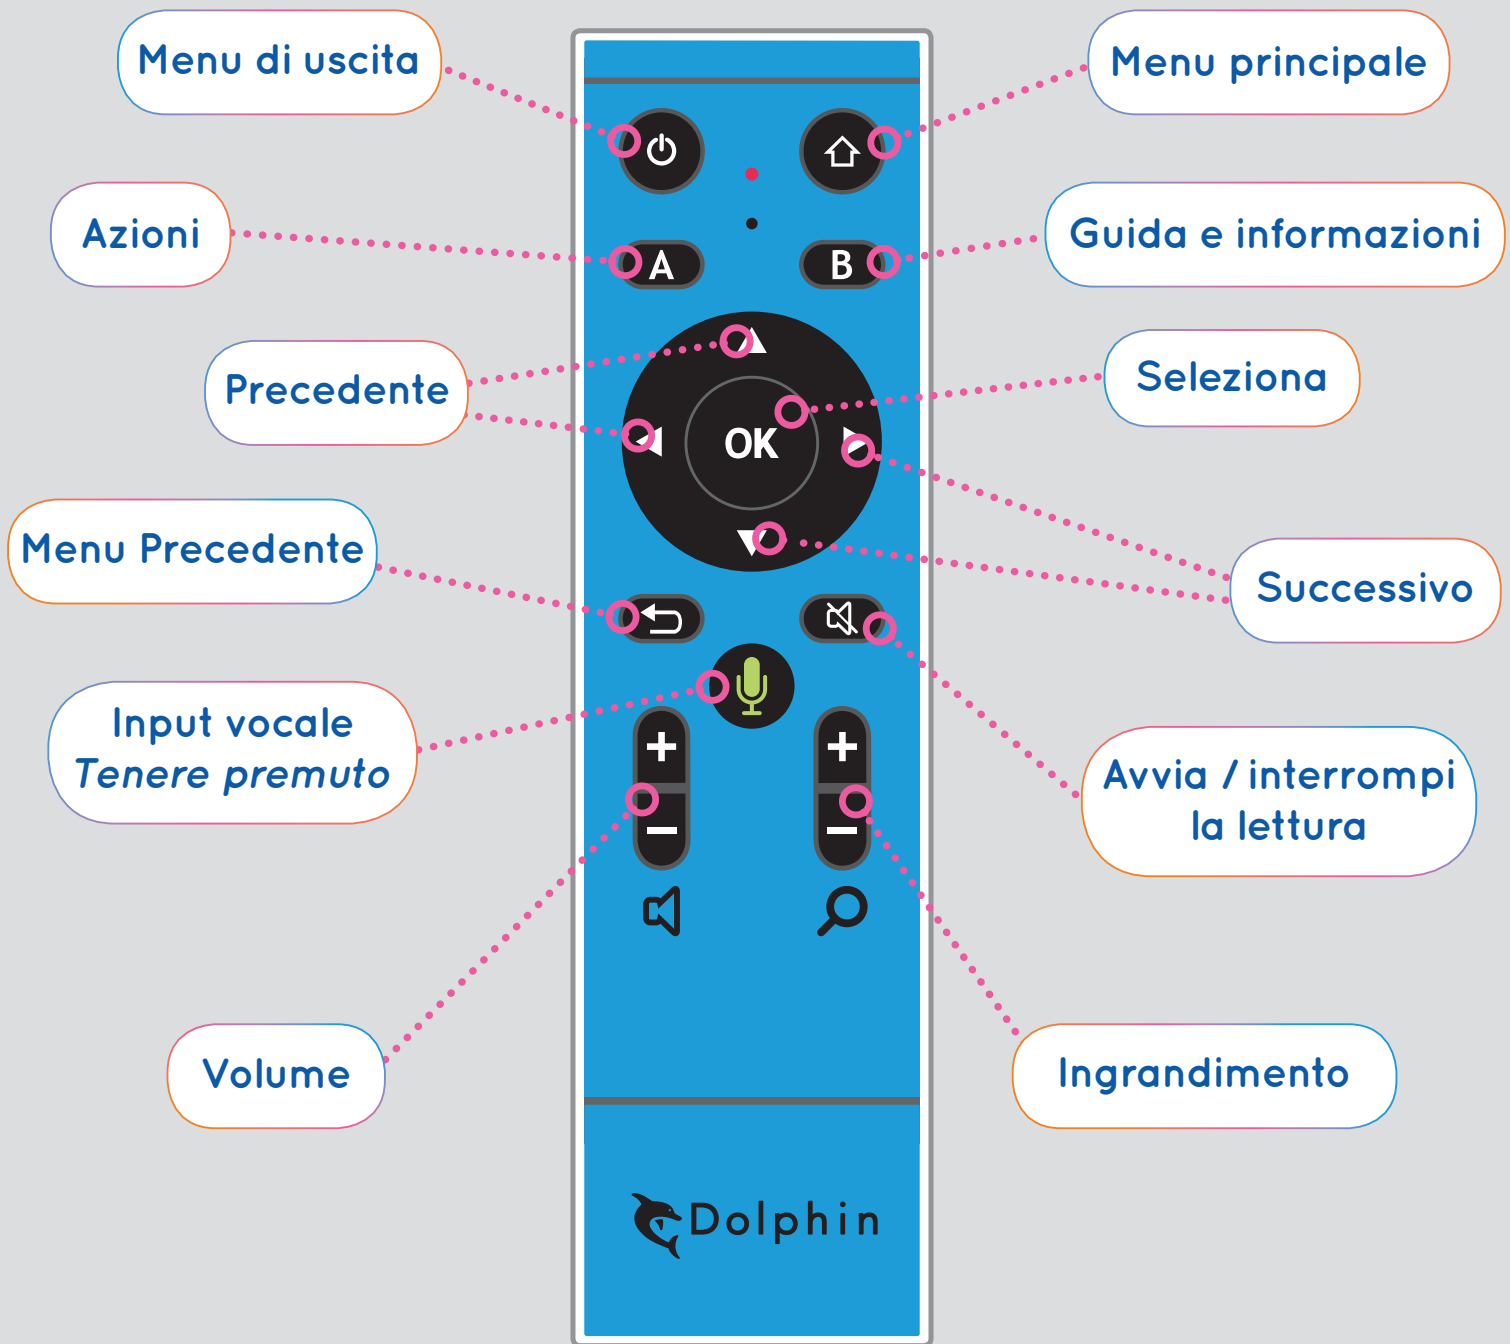 Menu di uscita
Menu principale
Azioni
A
B
Guida e informazioni
Precedente
Seleziona
OK
Menu Precedente
Successivo
Input vocale
Tenere premuto
+
+
Avvia / interrompi
la lettura
−
−
Volume
Ingrandimento
Dolphin